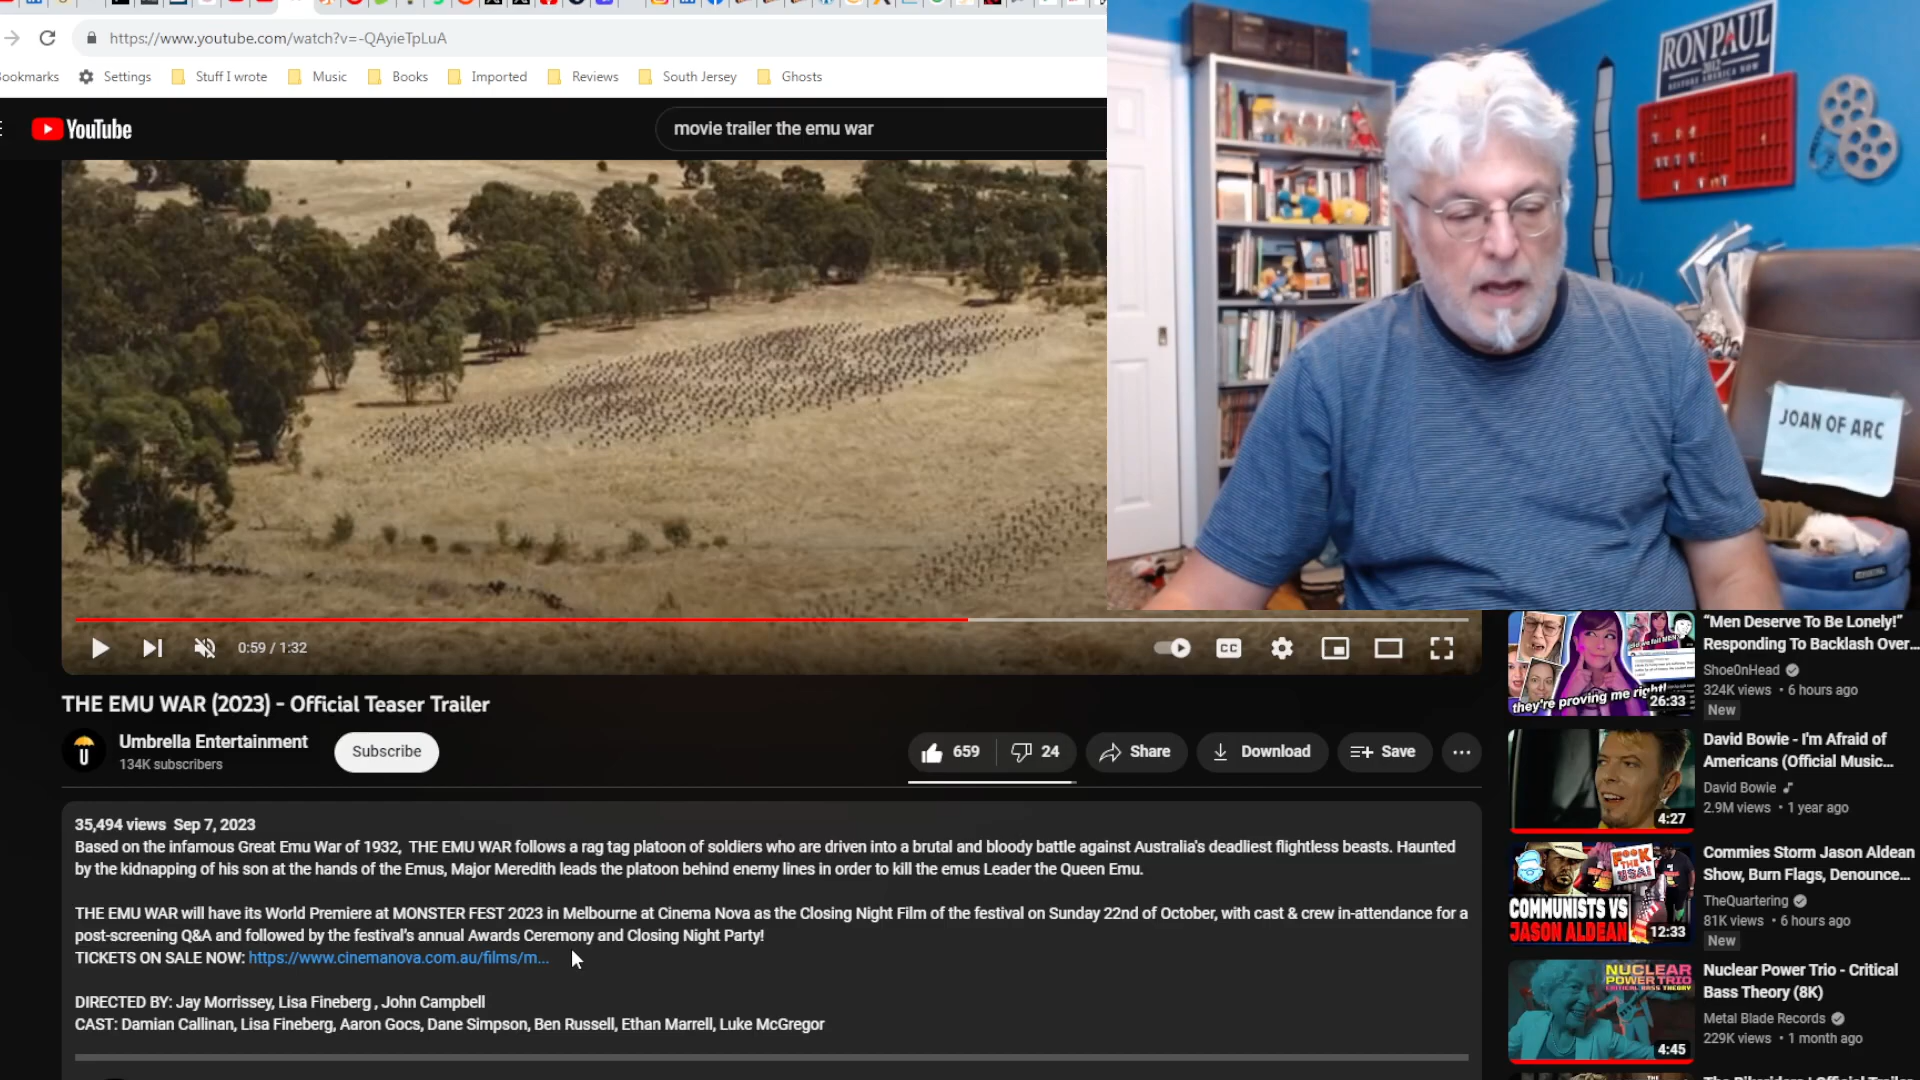 https://www.youtube.com/watch?v=-QAyieTpLuA
Bookmarks Settings Stuff I wrote Music Books Imported Reviews South Jersey Ghosts
YouTube
movie trailer the emu war
RON PAUL
2012
RESTORE AMERICA NOW
JOAN OF ARC
0:59 / 1:32
CC
THE EMU WAR (2023) - Official Teaser Trailer
U
Umbrella Entertainment
134K subscribers
Subscribe
659
24
Share
Download
Save
35,494 views Sep 7, 2023
Based on the infamous Great Emu War of 1932, THE EMU WAR follows a rag tag platoon of soldiers who are driven into a brutal and bloody battle against Australia's deadliest flightless beasts. Haunted
by the kidnapping of his son at the hands of the Emus, Major Meredith leads the platoon behind enemy lines in order to kill the emus Leader the Queen Emu.
THE EMU WAR will have its World Premiere at MONSTER FEST 2023 in Melbourne at Cinema Nova as the Closing Night Film of the festival on Sunday 22nd of October, with cast & crew in-attendance for a
post-screening Q&A and followed by the festival's annual Awards Ceremony and Closing Night Party!
TICKETS ON SALE NOW: https://www.cinemanova.com.au/films/m...
DIRECTED BY: Jay Morrissey, Lisa Fineberg , John Campbell
CAST: Damian Callinan, Lisa Fineberg, Aaron Gocs, Dane Simpson, Ben Russell, Ethan Marrell, Luke McGregor
they're proving me right!
26:33
"Men Deserve To Be Lonely!"
Responding To Backlash Over...
Shoe0nHead
324K views • 6 hours ago
New
4:27
David Bowie - I'm Afraid of
Americans (Official Music...
David Bowie
2.9M views • 1 year ago
F**K THE USA!
COMMUNISTS VS
JASON ALDEAN
12:33
Commies Storm Jason Aldean
Show, Burn Flags, Denounce...
TheQuartering
81K views • 6 hours ago
New
NUCLEAR
POWER TRIO
CRITICAL BASS THEORY
4:45
Nuclear Power Trio - Critical
Bass Theory (8K)
Metal Blade Records
229K views • 1 month ago